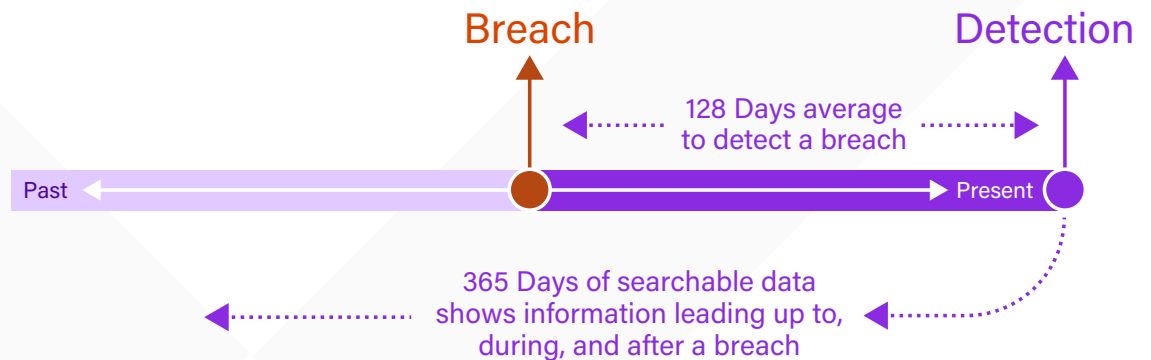 Breach
Detection
128 Days average
to detect a breach
Past
Present
365 Days of searchable data
shows information leading up to,
during, and after a breach